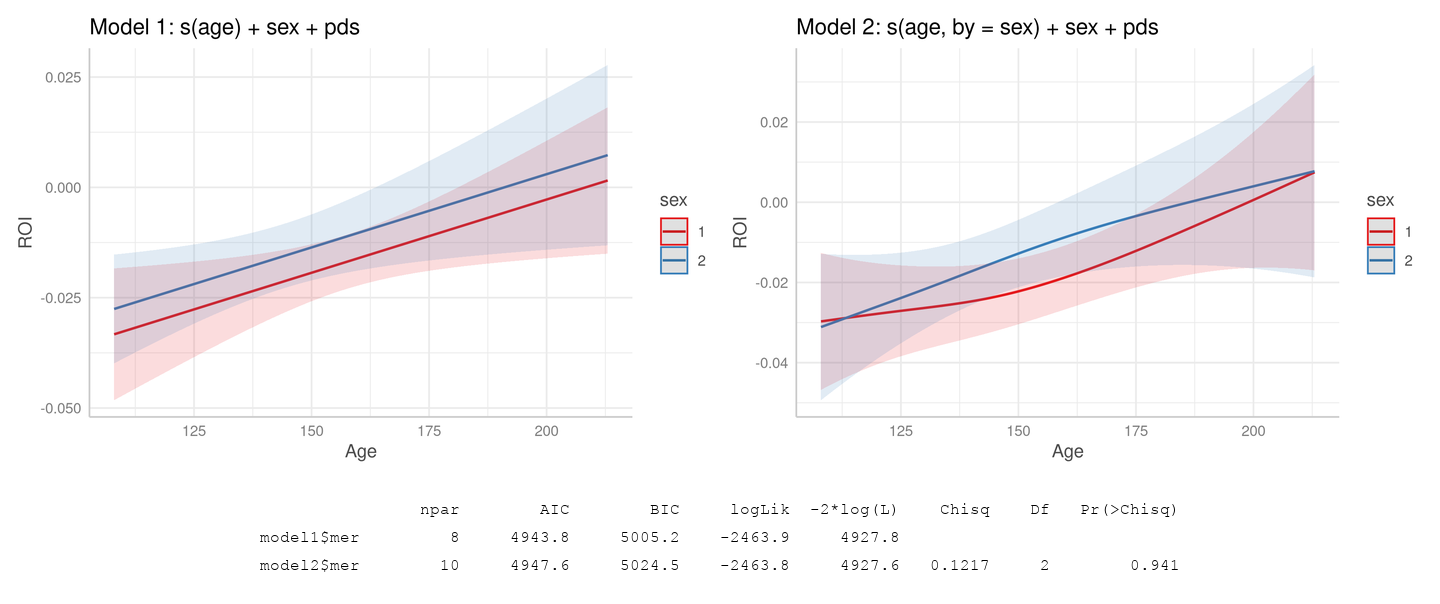 Model 1: s(age) + sex + pds
0.025
0.000
-0.025
-0.050
ROI
125 150 175 200
Age
sex
1
2
Model 2: s(age, by = sex) + sex + pds
0.02
0.00
-0.02
-0.04
ROI
125 150 175 200
Age
sex
1
2
npar AIC BIC logLik -2*log(L) Chisq Df Pr(>Chisq)
model1$mer 8 4943.8 5005.2 -2463.9 4927.8
model2$mer 10 4947.6 5024.5 -2463.8 4927.6 0.1217 2 0.941